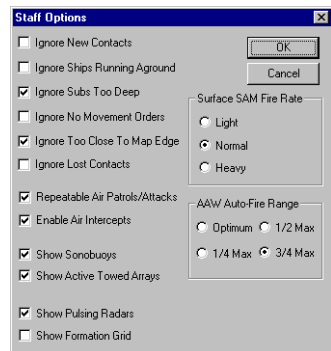 Staff Options
Ignore New Contacts
Ignore Ships Running Aground
Ignore Subs Too Deep
Ignore No Movement Orders
Ignore Too Close To Map Edge
Ignore Lost Contacts
Repeatable Air Patrols/Attacks
Enable Air Intercepts
Show Sonobuoys
Show Active Towed Arrays
Show Pulsing Radars
Show Formation Grid
OK
Cancel
Surface SAM Fire Rate
Light
Normal
Heavy
AAW Auto-Fire Range
Optimum 1/2 Max
1/4 Max 3/4 Max